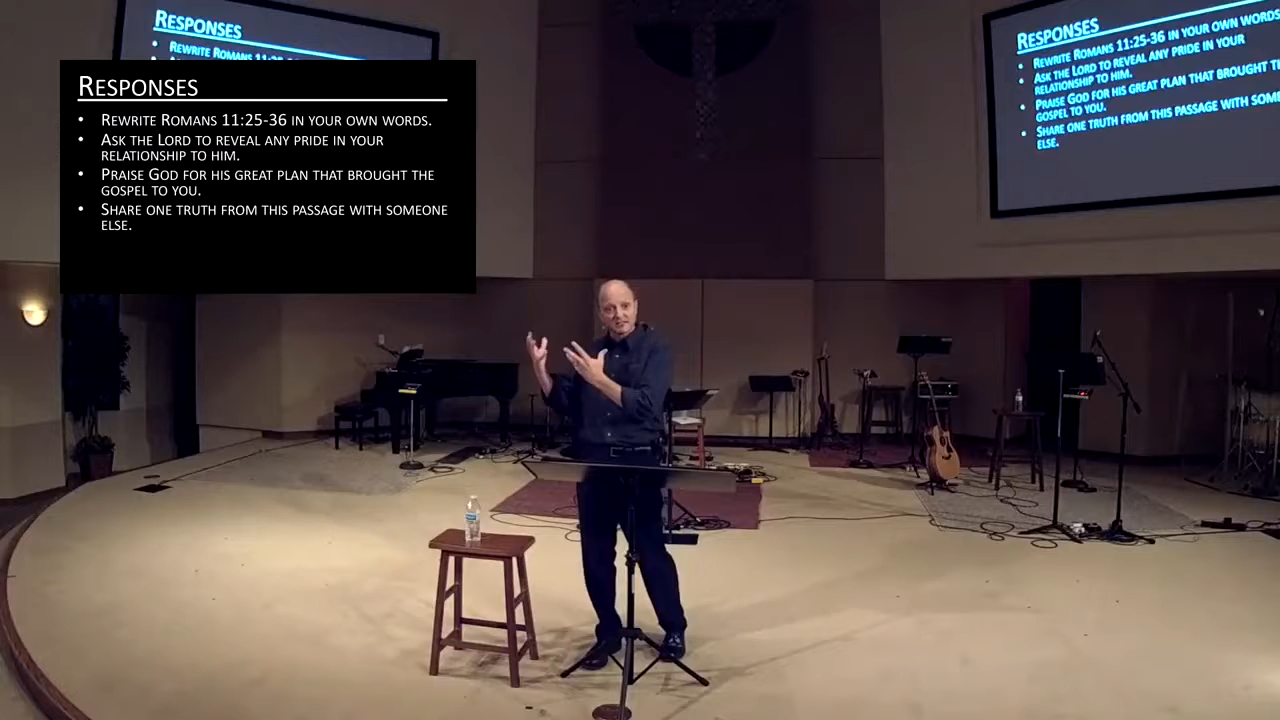 Responses
Rewrite Romans 11:25-36 in your own words.
Ask the Lord to reveal any pride in your
relationship to him.
Praise God for his great plan that brought the
gospel to you.
Share one truth from this passage with someone
else.
Responses
Rewrite Romans 11:25
Responses
Rewrite Romans 11:25-36 in your own words
Ask the Lord to reveal any pride in your
relationship to Him.
Praise God for his great plan that brought
gospel to you.
Share one truth from this passage with
else.